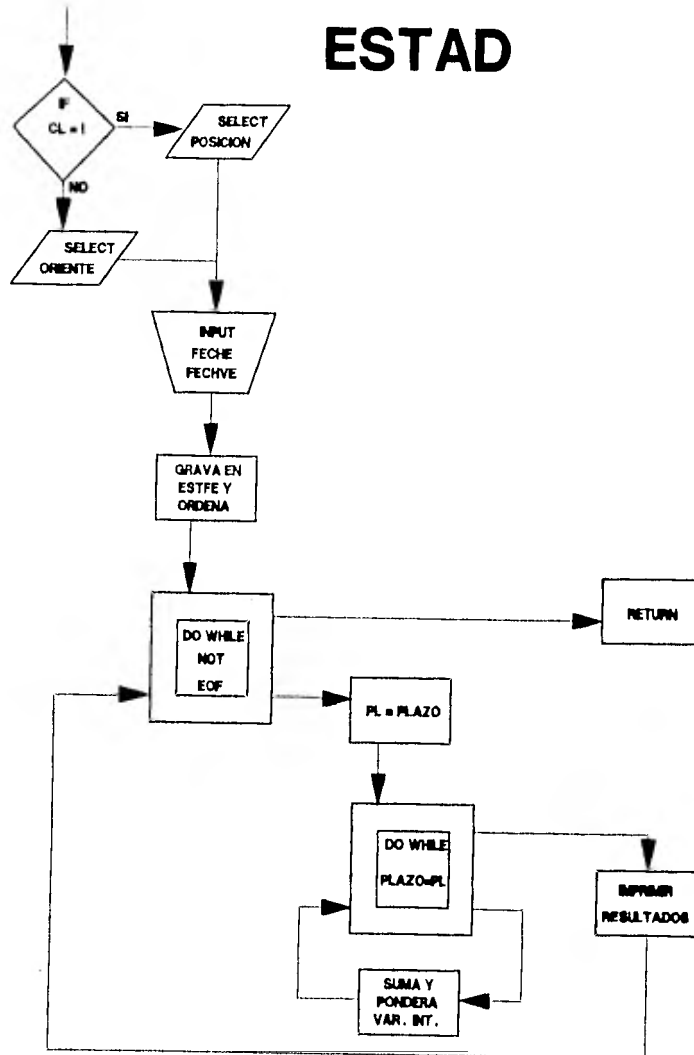 ESTAD
IF
CL = I
SI
SELECT
POSICION
NO
SELECT
ORIENTE
INPUT
FECHE
FECHVE
GRAVA EN
ESTFE Y
ORDENA
DO WHILE
NOT
EOF
RETURN
PL = PLAZO
DO WHILE
PLAZO=PL
IMPRIMIR
RESULTADOS
SUMA Y
PONDERA
VAR. INT.